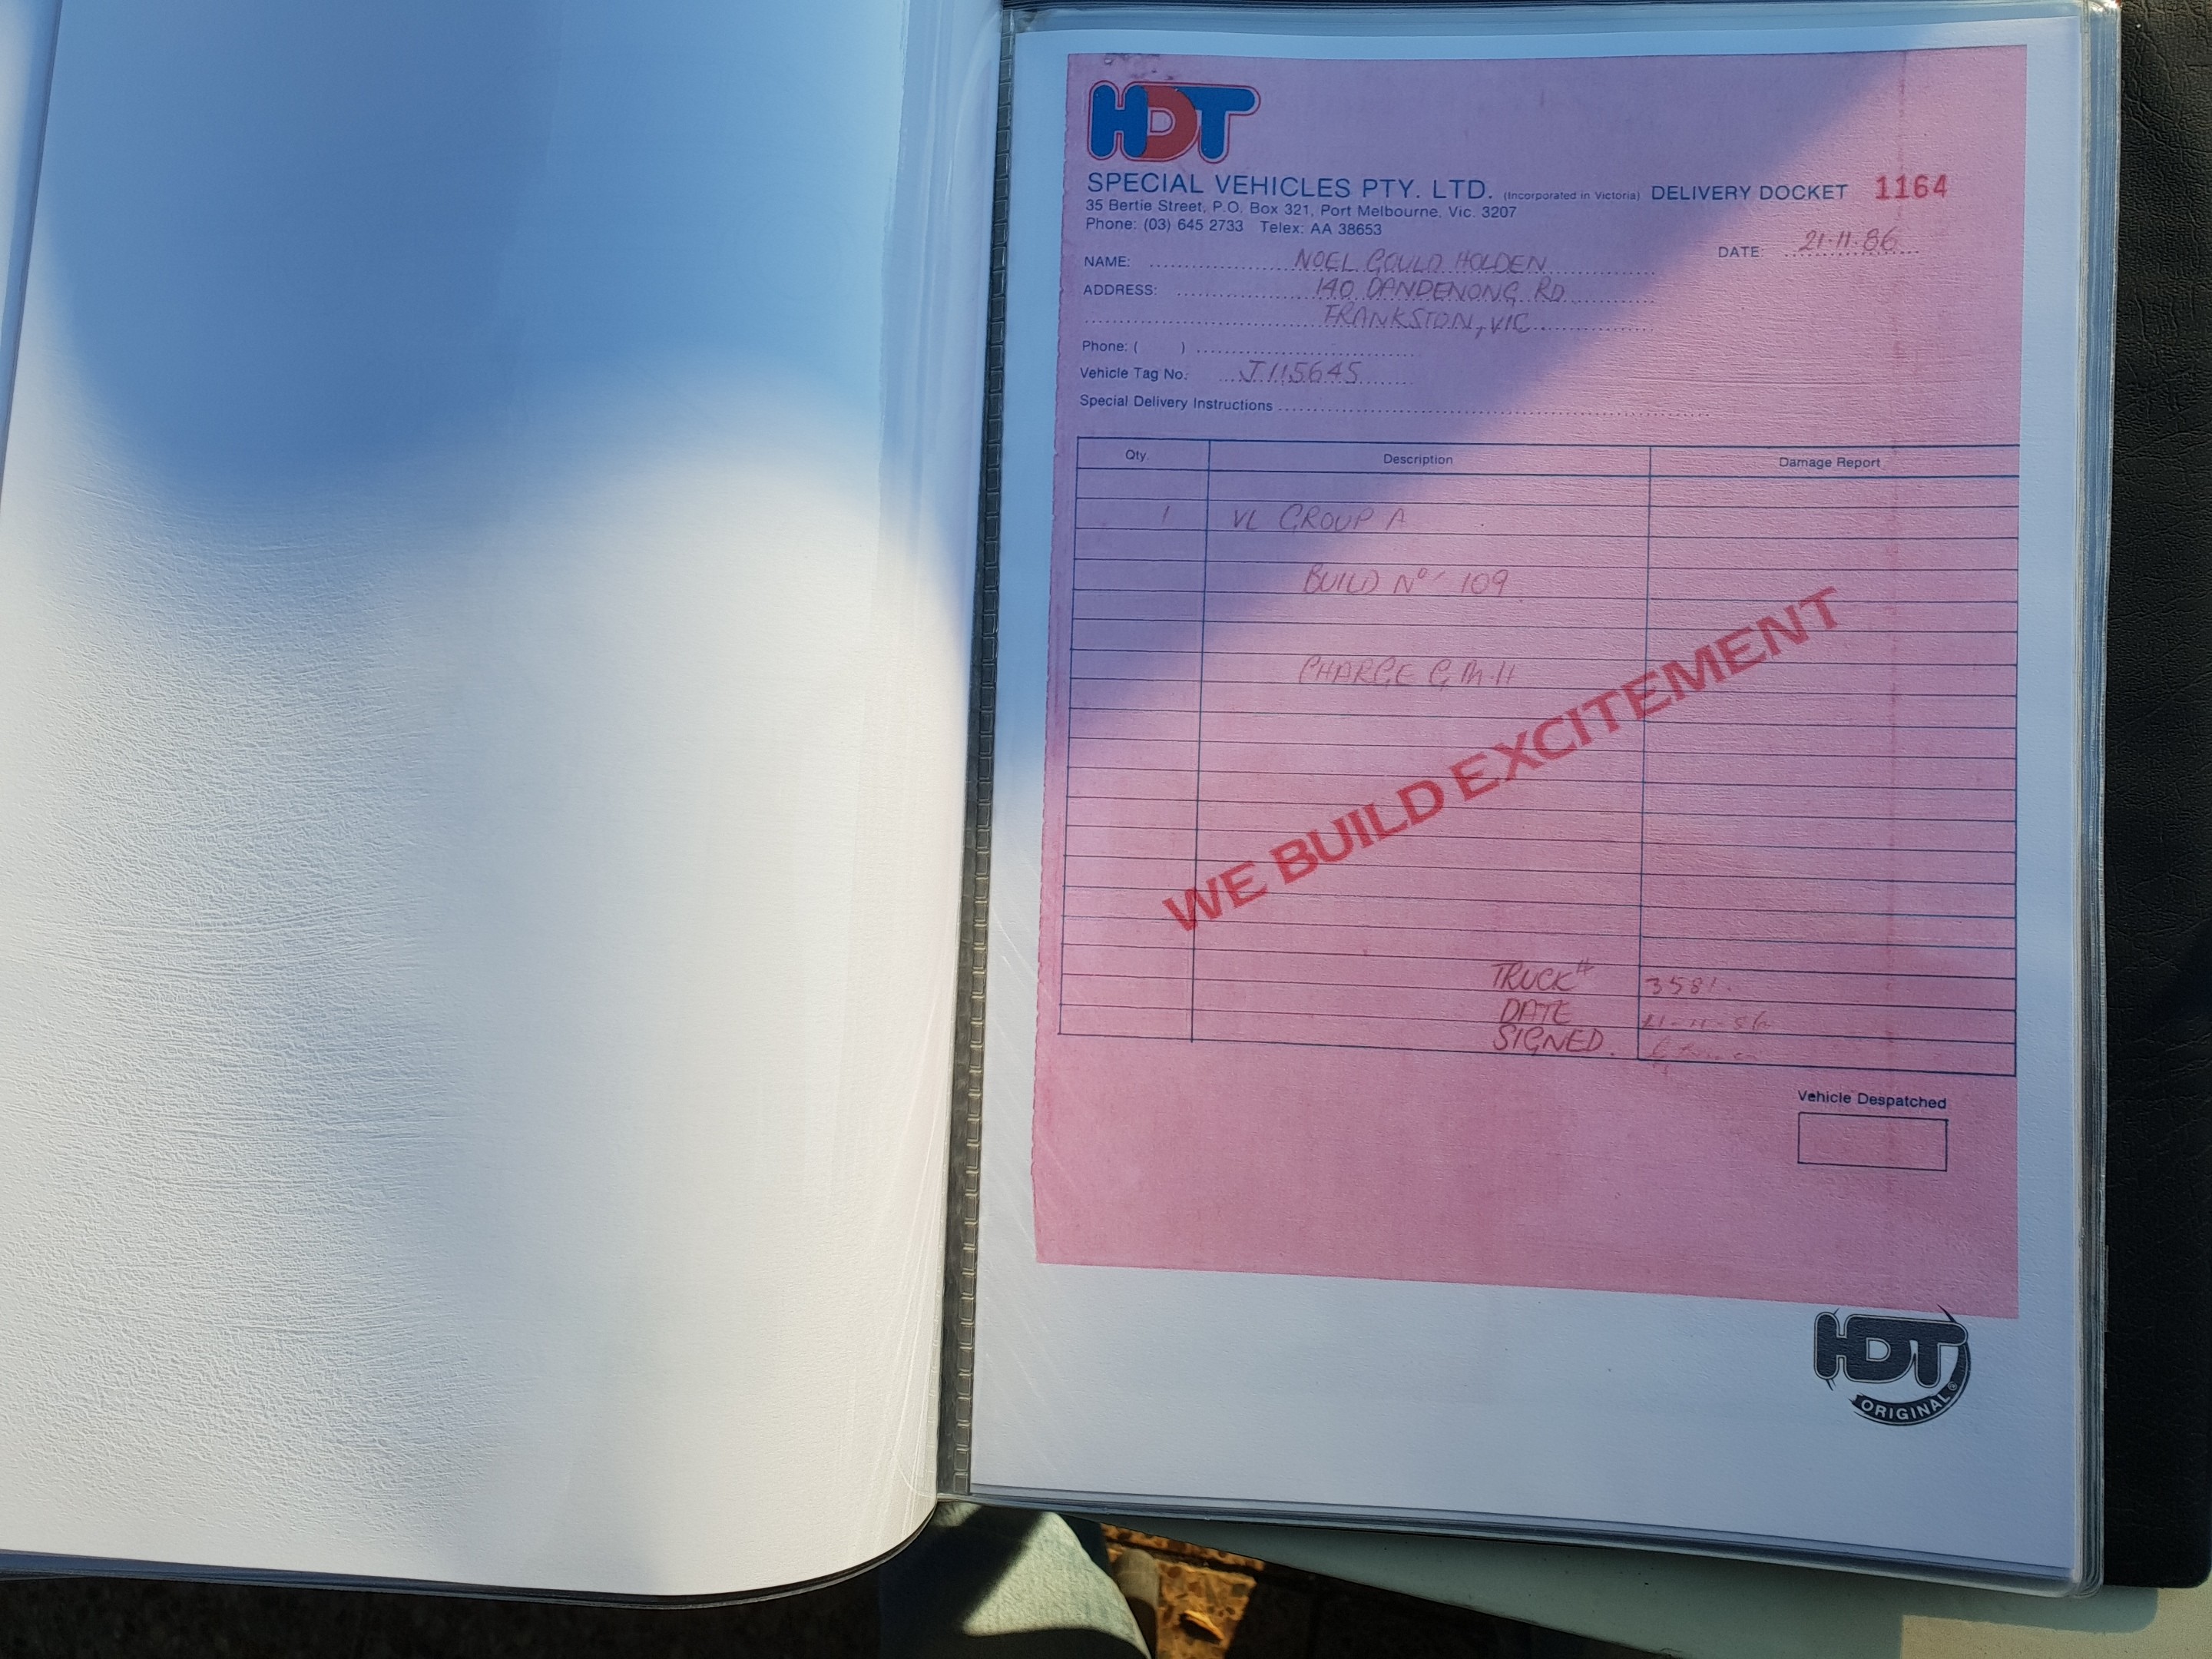 HDT
SPECIAL VEHICLES PTY. LTD. (Incorporated in Victoria) DELIVERY DOCKET 1164
35 Bertie Street, P.O. Box 321, Port Melbourne, Vic. 3207
Phone: (03) 645 2733 Telex: AA 38653
DATE: 21·11·86
NAME: NOEL GOULD HOLDEN
ADDRESS: 140 DANDENONG RD
FRANKSTON, VIC
Phone: ( )
Vehicle Tag No: J115645
Special Delivery Instructions
Qty. Description Damage Report
1 VL GROUP A
BUILD No/ 109
CHARGE G.M.H
WE BUILD EXCITEMENT
TRUCK # 3581.
DATE
SIGNED.
Vehicle Despatched
HDT
ORIGINAL®